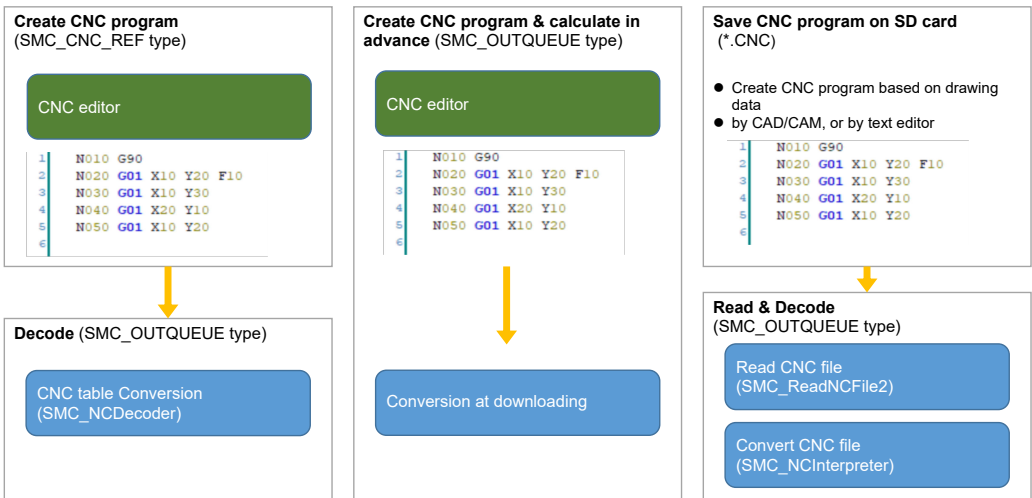 Create CNC program
(SMC_CNC_REF type)
CNC editor
1 N010 G90
2 N020 G01 X10 Y20 F10
3 N030 G01 X10 Y30
4 N040 G01 X20 Y10
5 N050 G01 X10 Y20
6
Decode (SMC_OUTQUEUE type)
CNC table Conversion
(SMC_NCDecoder)
Create CNC program & calculate in
advance (SMC_OUTQUEUE type)
CNC editor
1 N010 G90
2 N020 G01 X10 Y20 F10
3 N030 G01 X10 Y30
4 N040 G01 X20 Y10
5 N050 G01 X10 Y20
6
Conversion at downloading
Save CNC program on SD card
(*.CNC)
● Create CNC program based on drawing
data
● by CAD/CAM, or by text editor
1 N010 G90
2 N020 G01 X10 Y20 F10
3 N030 G01 X10 Y30
4 N040 G01 X20 Y10
5 N050 G01 X10 Y20
6
Read & Decode
(SMC_OUTQUEUE type)
Read CNC file
(SMC_ReadNCFile2)
Convert CNC file
(SMC_NCInterpreter)